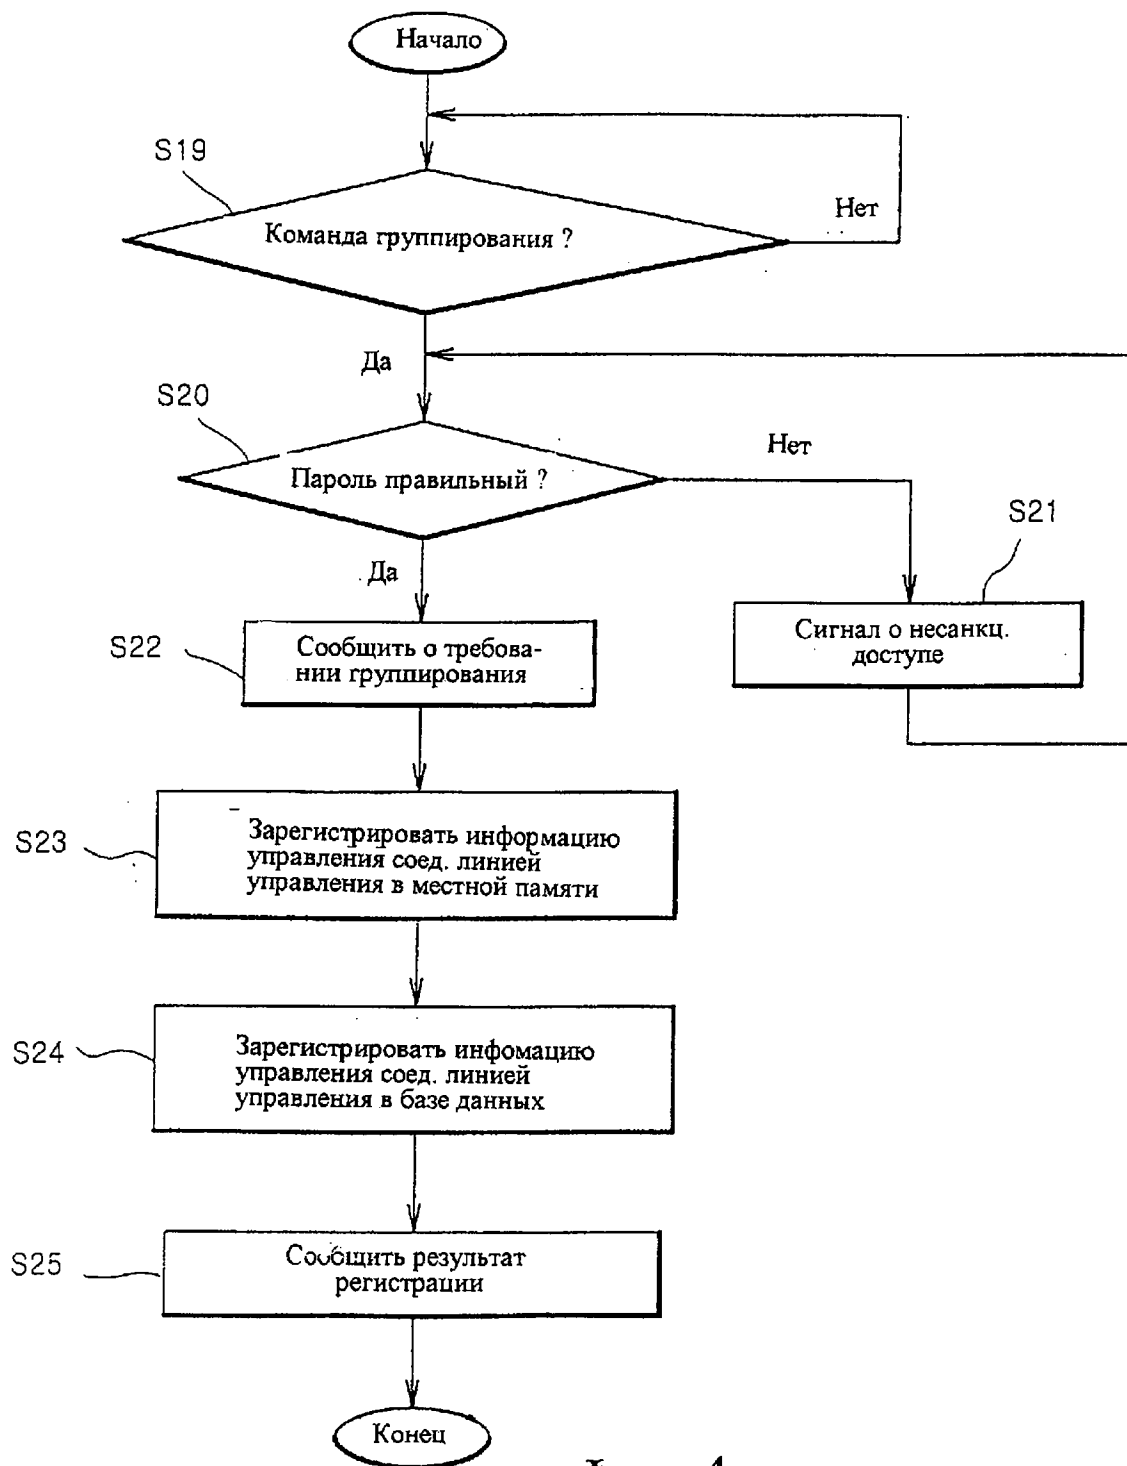 Начало
S19
Нет
Команда группирования ?
Да
S20
Нет
Пароль правильный ?
S21
Да
Сигнал о несанкц.
доступе
S22
Сообщить о требова-
нии группирования
S23
Зарегистрировать информацию
управления соед. линией
управления в местной памяти
S24
Зарегистрировать инфомацию
управления соед. линией
управления в базе данных
S25
Сообщить результат
регистрации
Конец